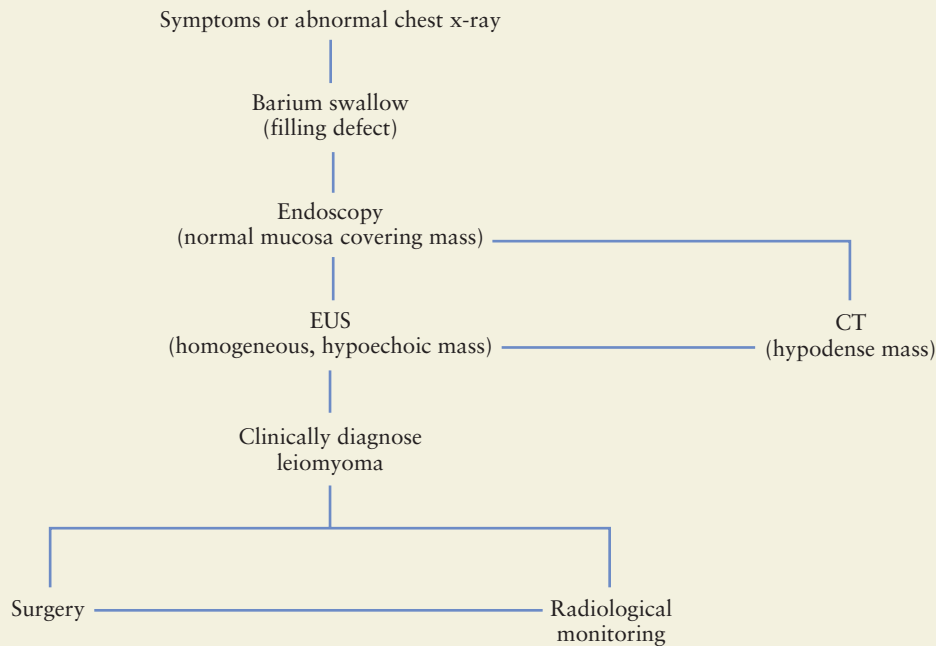 Symptoms or abnormal chest x-ray
Barium swallow
(filling defect)
Endoscopy
(normal mucosa covering mass)
EUS
(homogeneous, hypoechoic mass)
CT
(hypodense mass)
Clinically diagnose
leiomyoma
Surgery
Radiological
monitoring